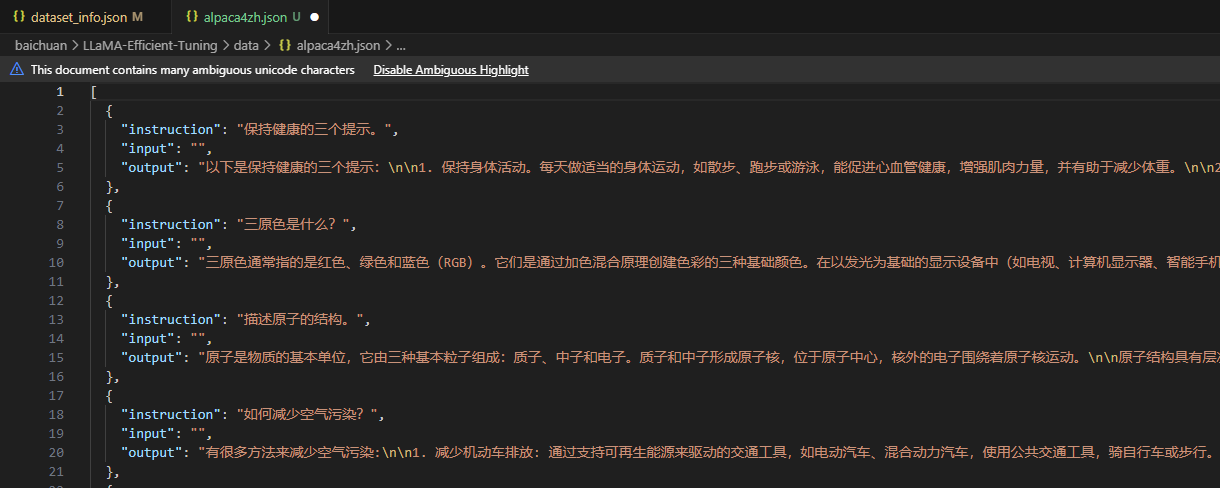 {} dataset_info.json M {} alpaca4zh.json U
baichuan > LLaMA-Efficient-Tuning > data > {} alpaca4zh.json > ...
This document contains many ambiguous unicode characters Disable Ambiguous Highlight
1 [
2 {
3 "instruction": "保持健康的三个提示。",
4 "input": "",
5 "output": "以下是保持健康的三个提示：\n\n1. 保持身体活动。每天做适当的身体运动，如散步、跑步或游泳，能促进心血管健康，增强肌肉力量，并有助于减少体重。\n\n2
6 },
7 {
8 "instruction": "三原色是什么？",
9 "input": "",
10 "output": "三原色通常指的是红色、绿色和蓝色（RGB）。它们是通过加色混合原理创建色彩的三种基础颜色。在以发光为基础的显示设备中（如电视、计算机显示器、智能手机
11 },
12 {
13 "instruction": "描述原子的结构。",
14 "input": "",
15 "output": "原子是物质的基本单位，它由三种基本粒子组成：质子、中子和电子。质子和中子形成原子核，位于原子中心，核外的电子围绕着原子核运动。\n\n原子结构具有层
16 },
17 {
18 "instruction": "如何减少空气污染？",
19 "input": "",
20 "output": "有很多方法来减少空气污染:\n\n1. 减少机动车排放：通过支持可再生能源来驱动的交通工具，如电动汽车、混合动力汽车，使用公共交通工具，骑自行车或步行。
21 },